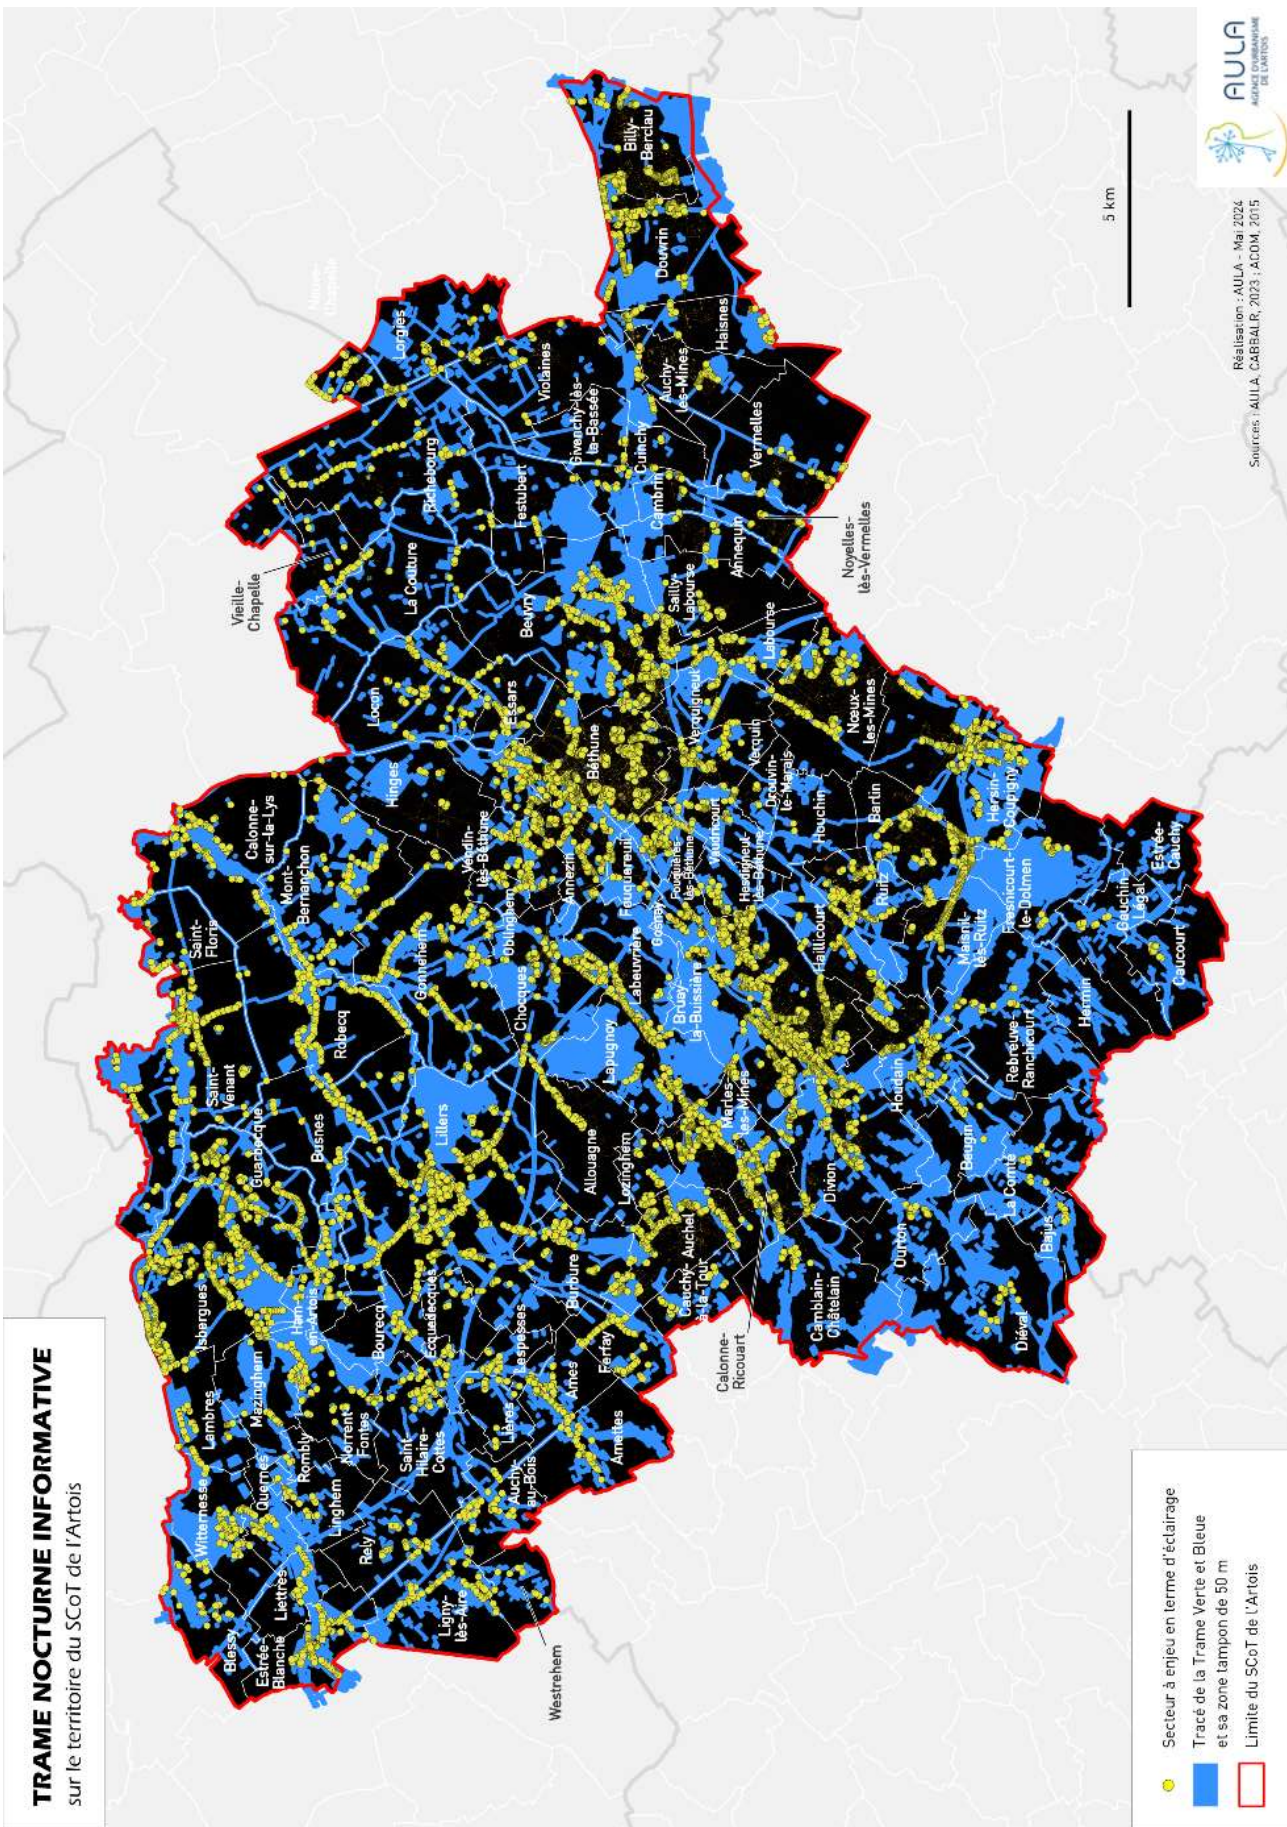 TRAME NOCTURNE INFORMATIVE
sur le territoire du SCoT de l'Artois
Blessy
Estrée-
Blanche
Liettres
Witternesse
Quernes
Lambres
Mazinghem
Rombly
Linghem
Rely
Ligny-
lès-Aire
Westrehem
Norrent-
Fontes
Saint-
Hilaire-
Cottes
Auchy-
au-Bois
Lières
Amettes
Ames
Ferfay
Lespesses
Ecquedecques
Bourecq
Ham-
en-Artois
Isbergues
Guarbecque
Saint-
Venant
Busnes
Lillers
Burbure
Allouagne
Lozinghem
Cauchy-
à-la-Tour
Auchel
Calonne-
Ricouart
Camblain-
Châtelain
Marles-
les-Mines
Divion
Ourton
Diéval
Bajus
La Comté
Beugin
Houdain
Rebreuve-
Ranchicourt
Hermin
Caucourt
Gauchin-
Légal
Estrée-
Cauchy
Fresnicourt-
le-Dolmen
Maisnil-
lès-Ruitz
Ruitz
Haillicourt
Bruay-
la-Buissière
Lapugnoy
Labeuvrière
Chocques
Gonnehem
Robecq
Saint-
Floris
Calonne-
sur-la-Lys
Mont-
Bernanchon
Hinges
Oblinghem
Vendin-
lès-Béthune
Annezin
Fouquereuil
Gosnay
Fouquières-
lès-Béthune
Vaudricourt
Hesdigneul-
lès-Béthune
Drouvin-
le-Marais
Houchin
Barlin
Hersin-
Coupigny
Nœux-
les-Mines
Verquin
Verquigneul
Labourse
Sailly-
Labourse
Béthune
Essars
Locon
Beuvry
La Couture
Vieille-
Chapelle
Richebourg
Festubert
Neuve-
Chapelle
Lorgies
Violaines
Givenchy-lès-
la-Bassée
Cuinchy
Cambrin
Annequin
Noyelles-
lès-Vermelles
Vermelles
Auchy-
les-Mines
Haisnes
Douvrin
Billy-
Berclau
5 km
Secteur à enjeu en terme d'éclairage
Tracé de la Trame Verte et Bleue
et sa zone tampon de 50 m
Limite du SCoT de l'Artois
Réalisation : AULA - Mai 2024
Sources : AULA, CABBALR, 2023 ; ACOM, 2015
AULA
AGENCE D'URBANISME
DE L'ARTOIS